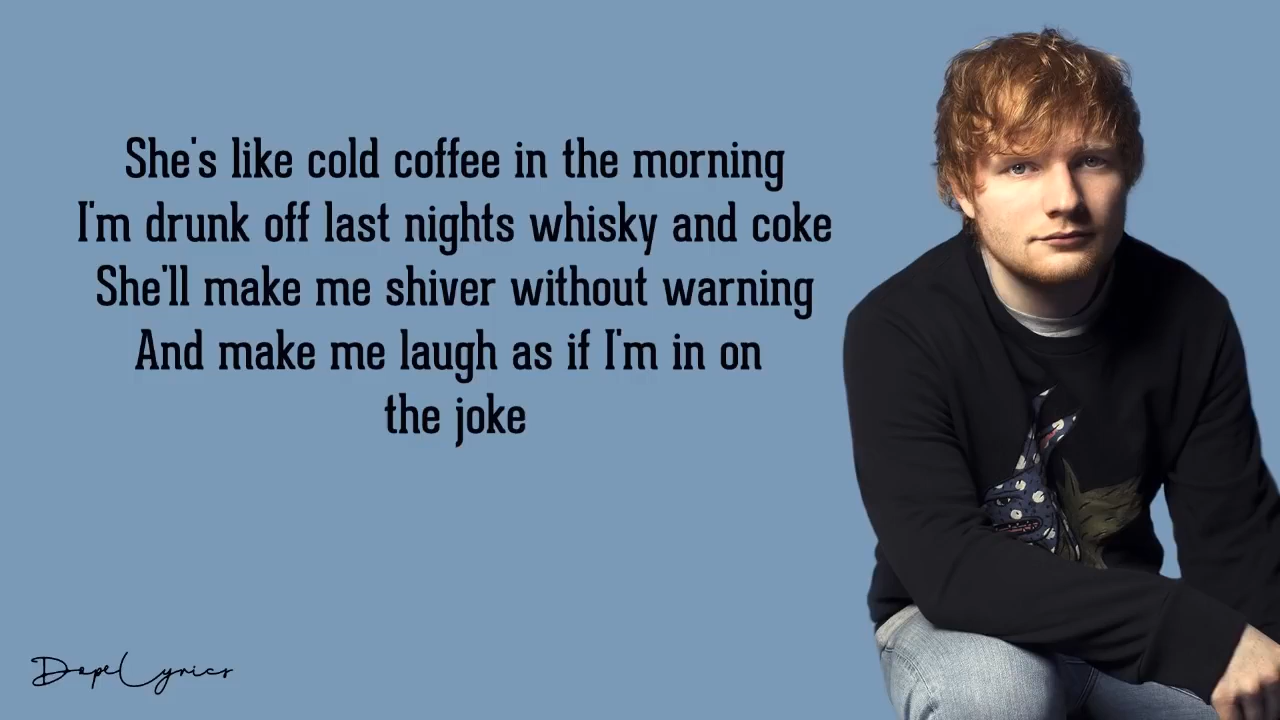 She's like cold coffee in the morning
I'm drunk off last nights whisky and coke
She'll make me shiver without warning
And make me laugh as if I'm in on
the joke
DopeLyrics